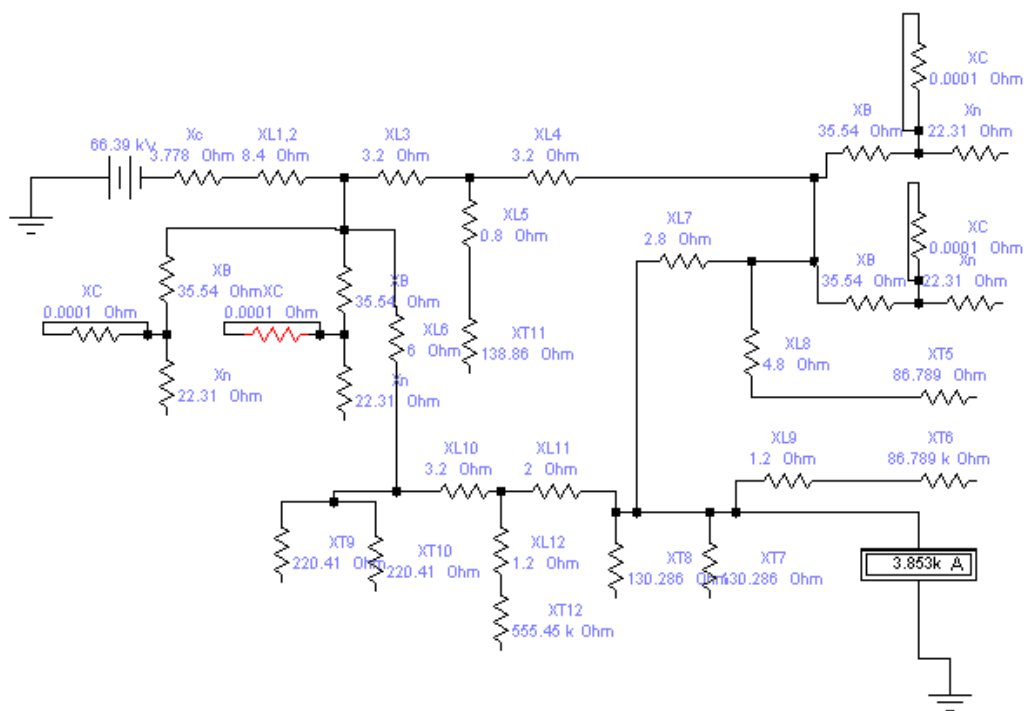 XC
0.0001 Ohm
XB
35.54 Ohm
Xn
22.31 Ohm
66.39 kV
Xc
3.778 Ohm
XL1,2
8.4 Ohm
XL3
3.2 Ohm
XL4
3.2 Ohm
XL5
0.8 Ohm
XL7
2.8 Ohm
XC
0.0001 Ohm
XB
35.54 Ohm
Xn
22.31 Ohm
XB
35.54 Ohm
XC
0.0001 Ohm
XC
0.0001 Ohm
XB
35.54 Ohm
XL6
6 Ohm
XT11
138.86 Ohm
XL8
4.8 Ohm
XT5
86.789 Ohm
Xn
22.31 Ohm
Xn
22.31 Ohm
XL10
3.2 Ohm
XL11
2 Ohm
XL9
1.2 Ohm
XT6
86.789 k Ohm
XT9
220.41 Ohm
XT10
220.41 Ohm
XL12
1.2 Ohm
XT8
130.286 Ohm
XT7
130.286 Ohm
3.853k A
XT12
555.45 k Ohm